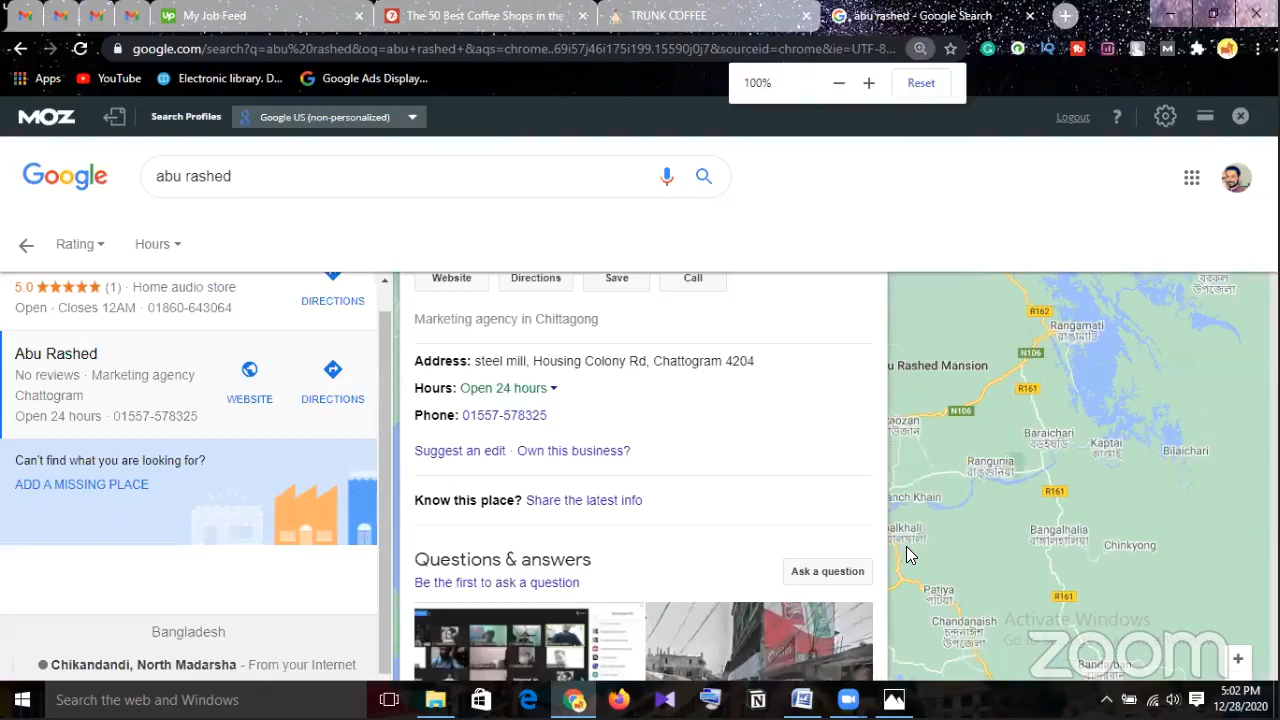 My Job Feed
The 50 Best Coffee Shops in the
TRUNK COFFEE
abu rashed - Google Search
google.com/search?q=abu%20rashed&oq=abu+rashed+&aqs=chrome..69i57j46i175i199.15590j0j7&sourceid=chrome&ie=UTF-8...
Apps
YouTube
Electronic library. D...
Google Ads Display...
100%
Reset
MOZ
Search Profiles
Google US (non-personalized)
Logout
Google
abu rashed
Rating
Hours
5.0
(1) · Home audio store
Open · Closes 12AM · 01860-643064
DIRECTIONS
Abu Rashed
No reviews · Marketing agency
Chattogram
Open 24 hours · 01557-578325
WEBSITE
DIRECTIONS
Can't find what you are looking for?
ADD A MISSING PLACE
Bangladesh
Chikandandi, North Madarsha - From your Internet
Website
Directions
Save
Call
Marketing agency in Chittagong
Address: steel mill, Housing Colony Rd, Chattogram 4204
Hours: Open 24 hours
Phone: 01557-578325
Suggest an edit · Own this business?
Know this place? Share the latest info
Questions & answers
Be the first to ask a question
Ask a question
উপজেলা
R162
Rangamati
রাঙ্গামাটি
N106
R161
u Rashed Mansion
N106
aozan
Baraichari
Kaptai
Bilaichari
Rangunia
R161
anch Khain
alkhali
Bangalhalia
Chinkyong
Patiya
পটিয়া
R161
Chandanaish
Bandarban
Activate Windows
zoom
Search the web and Windows
5:02 PM
12/28/2020